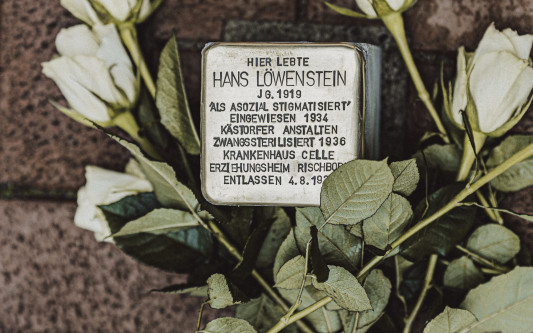 HIER LEBTE
HANS LÖWENSTEIN
JG. 1919
"ALS ASOZIAL STIGMATISIERT"
EINGEWIESEN 1934
KÄSTORFER ANSTALTEN
ZWANGSSTERILISIERT 1936
KRANKENHAUS CELLE
ERZIEHUNGSHEIM
ENTLASSEN 4.8.